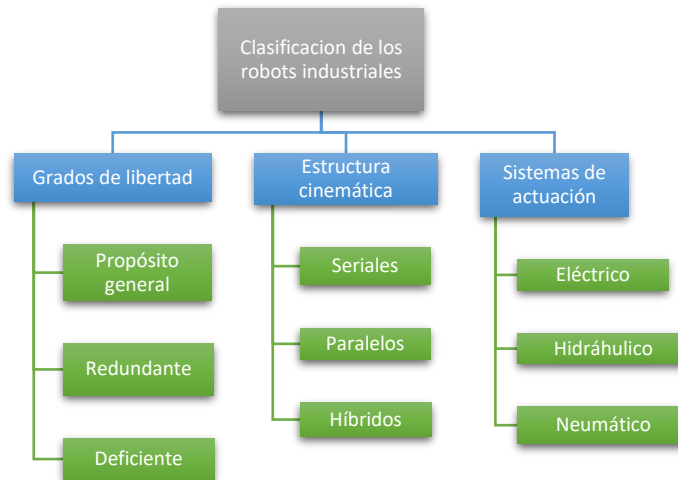 Clasificacion de los
robots industriales
Grados de libertad
Propósito
general
Redundante
Deficiente
Estructura
cinemática
Seriales
Paralelos
Híbridos
Sistemas de
actuación
Eléctrico
Hidráhulico
Neumático